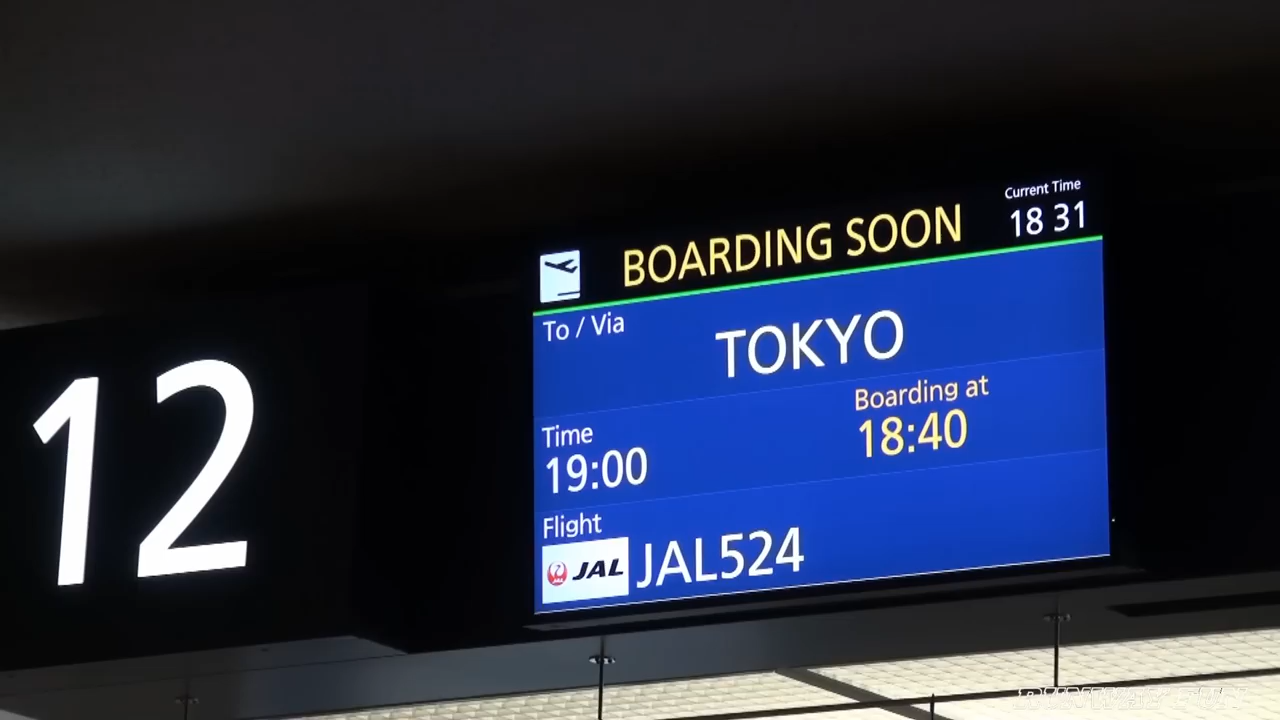 12
BOARDING SOON
Current Time
18 31
To / Via
TOKYO
Time
19:00
Boarding at
18:40
Flight
JAL
JAL524